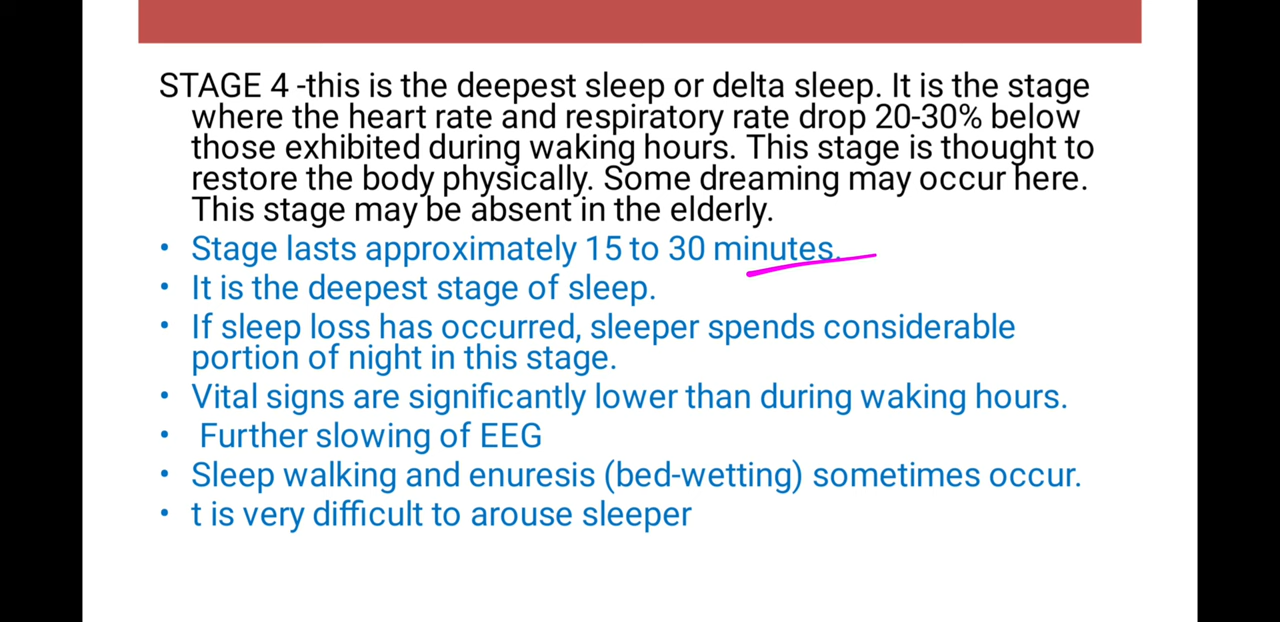 STAGE 4 -this is the deepest sleep or delta sleep. It is the stage
where the heart rate and respiratory rate drop 20-30% below
those exhibited during waking hours. This stage is thought to
restore the body physically. Some dreaming may occur here.
This stage may be absent in the elderly.
• Stage lasts approximately 15 to 30 minutes.
• It is the deepest stage of sleep.
• If sleep loss has occurred, sleeper spends considerable
portion of night in this stage.
• Vital signs are significantly lower than during waking hours.
• Further slowing of EEG
• Sleep walking and enuresis (bed-wetting) sometimes occur.
• t is very difficult to arouse sleeper